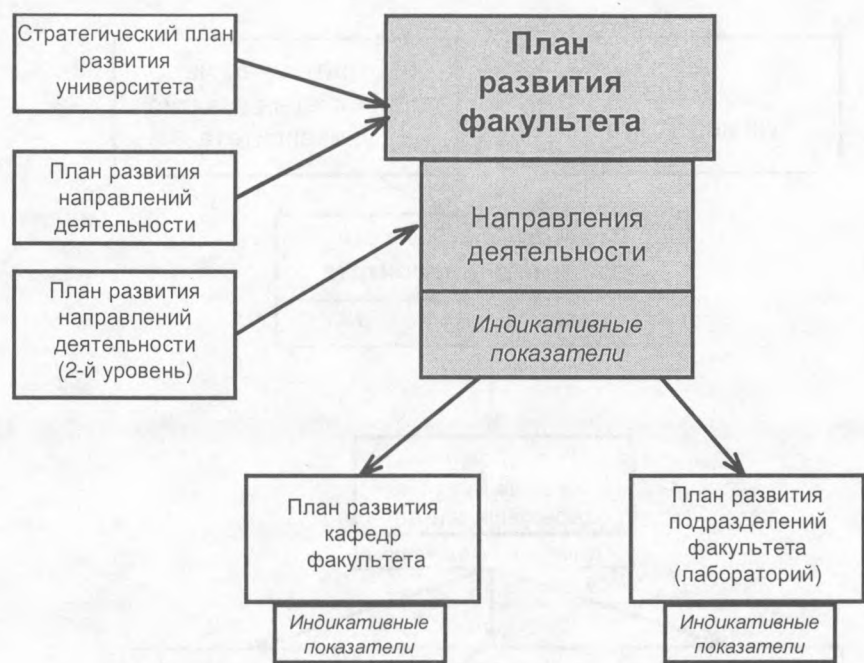 Стратегический план
развития
университета
План
развития
факультета
План развития
направлений
деятельности
Направления
деятельности
План развития
направлений
деятельности
(2-й уровень)
Индикативные
показатели
План развития
кафедр
факультета
Индикативные
показатели
План развития
подразделений
факультета
(лабораторий)
Индикативные
показатели